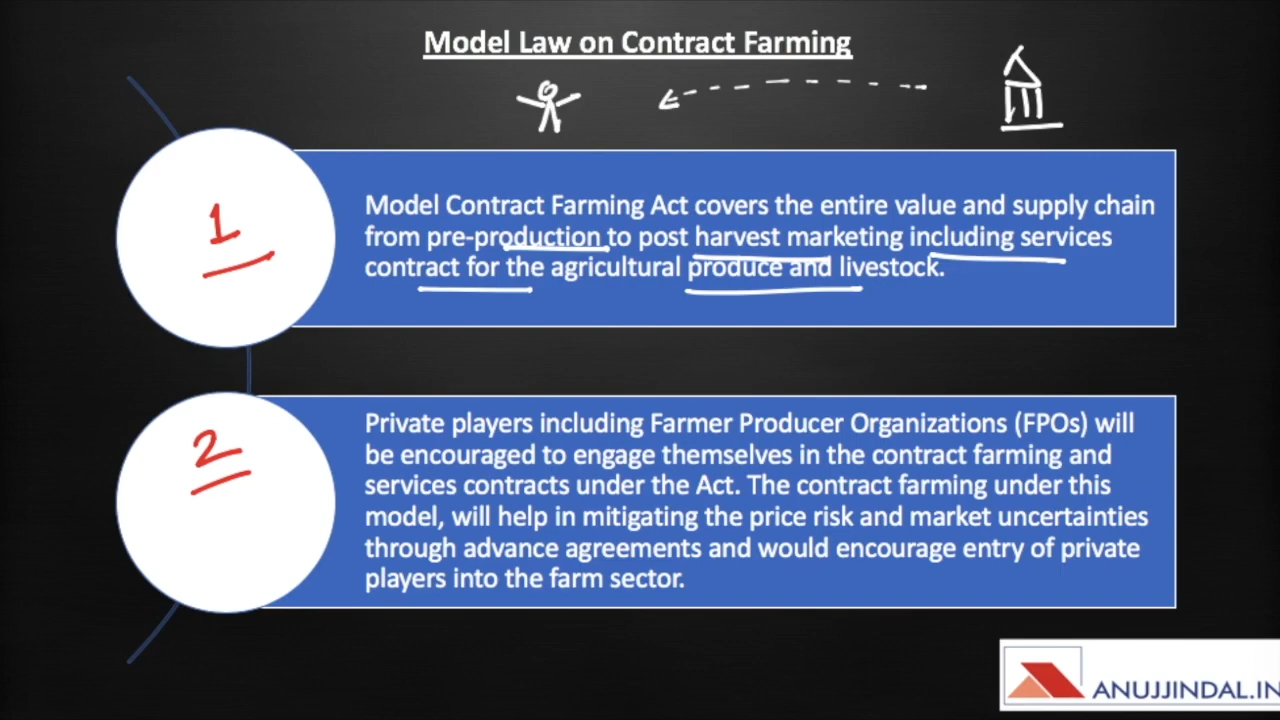 Model Law on Contract Farming
1
Model Contract Farming Act covers the entire value and supply chain
from pre-production to post harvest marketing including services
contract for the agricultural produce and livestock.
2
Private players including Farmer Producer Organizations (FPOs) will
be encouraged to engage themselves in the contract farming and
services contracts under the Act. The contract farming under this
model, will help in mitigating the price risk and market uncertainties
through advance agreements and would encourage entry of private
players into the farm sector.
ANUJJINDAL.IN